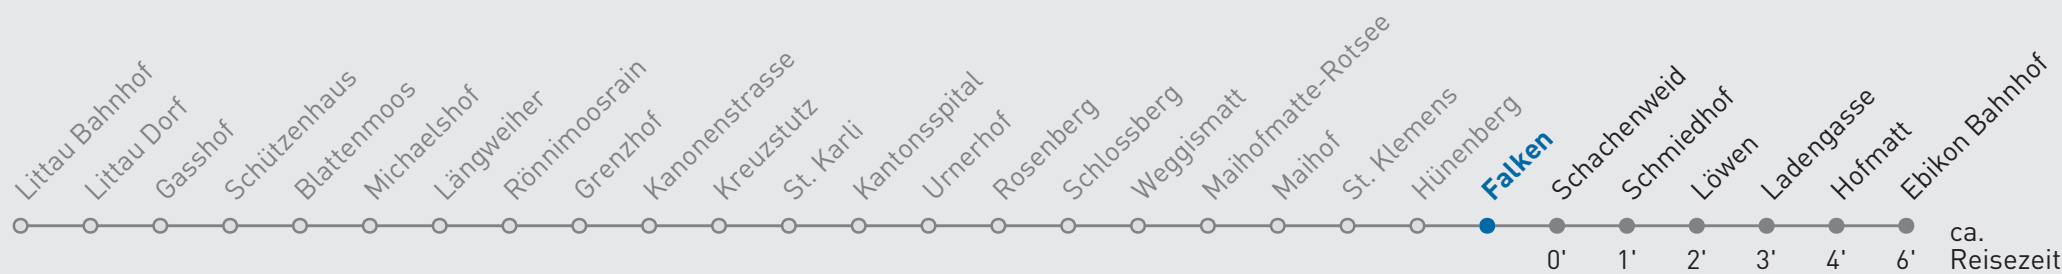 Littau Bahnhof
Littau Dorf
Gasshof
Schützenhaus
Blattenmoos
Michaelshof
Längweiher
Rönnimoosrain
Grenzhof
Kanonenstrasse
Kreuzstutz
St. Karli
Kantonsspital
Urnerhof
Rosenberg
Schlossberg
Weggismatt
Maihofmatte-Rotsee
Maihof
St. Klemens
Hünenberg
Falken
Schachenweid
Schmiedhof
Löwen
Ladengasse
Hofmatt
Ebikon Bahnhof
0' 1' 2' 3' 4' 6' ca.
Reisezeit